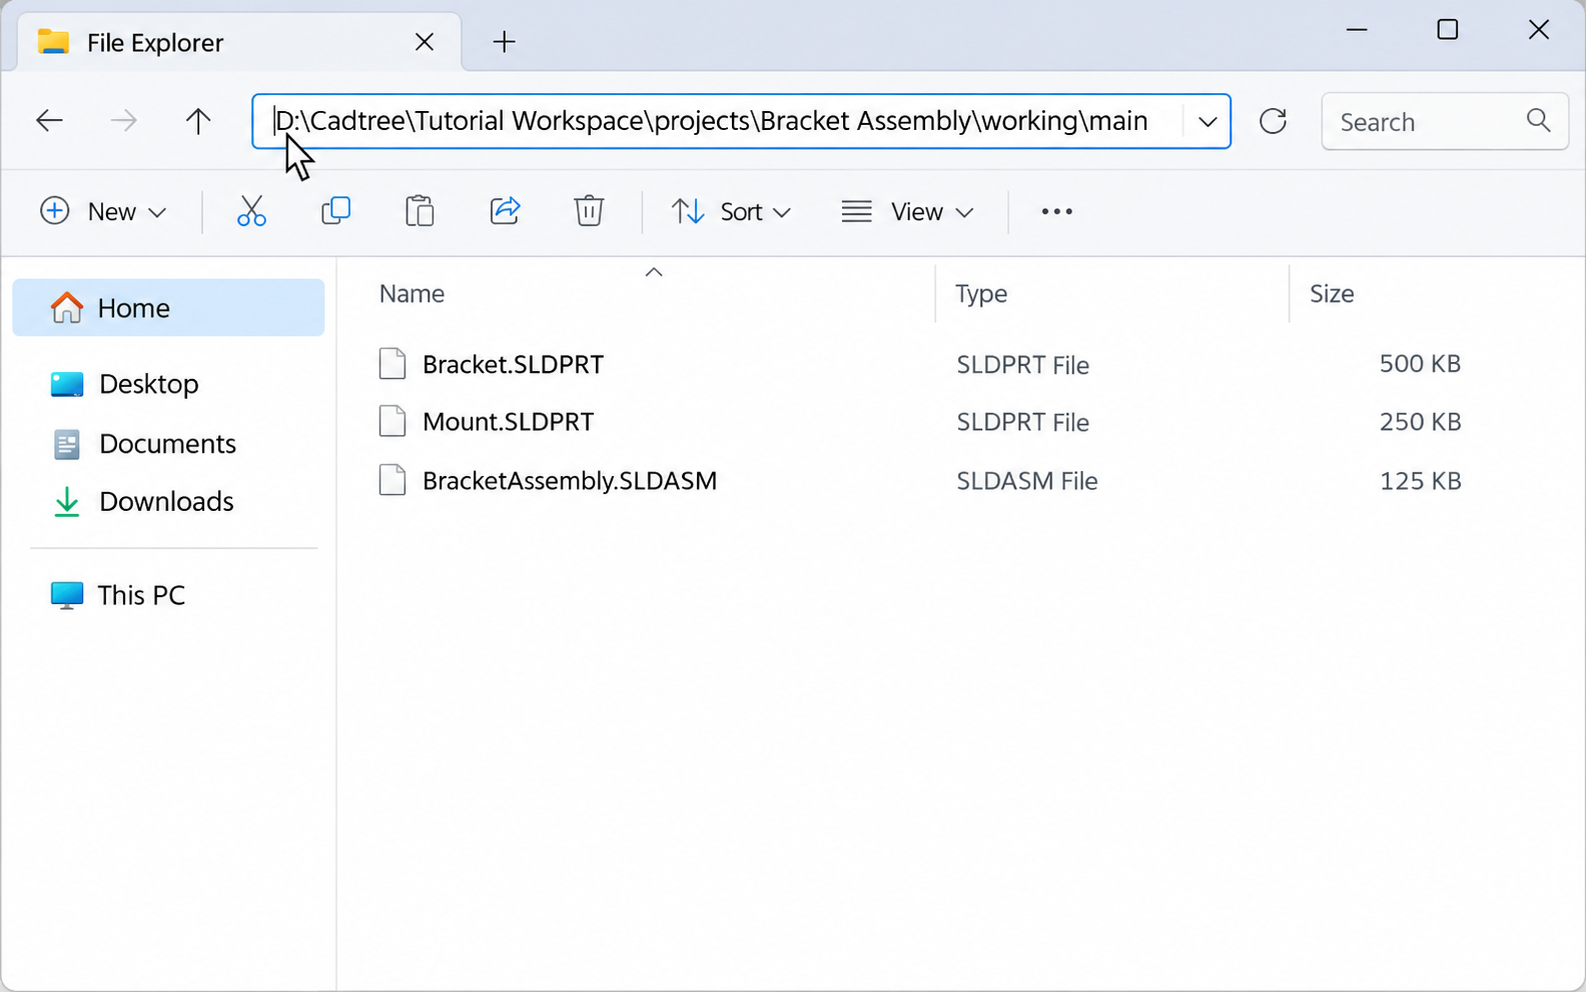 File Explorer
D:\Cadtree\Tutorial Workspace\projects\Bracket Assembly\working\main
Search
New
Sort
View
Home
Desktop
Documents
Downloads
This PC
Name Type Size
Bracket.SLDPRT SLDPRT File 500 KB
Mount.SLDPRT SLDPRT File 250 KB
BracketAssembly.SLDASM SLDASM File 125 KB